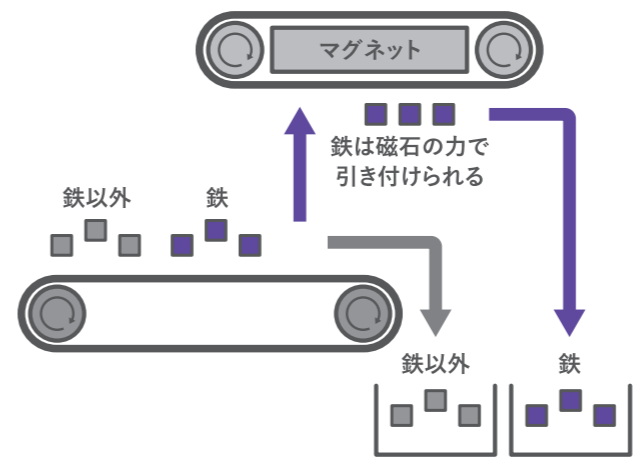 マグネット
鉄は磁石の力で
引き付けられる
鉄以外
鉄
鉄以外
鉄